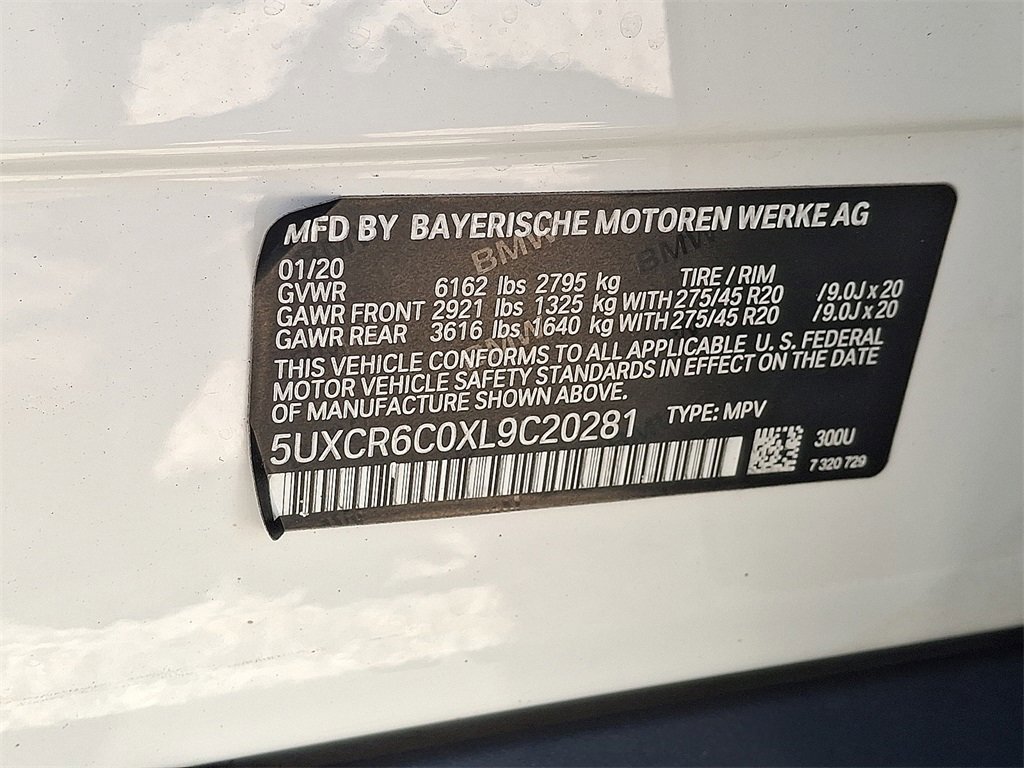 MFD BY BAYERISCHE MOTOREN WERKE AG
01/20 TIRE / RIM
GVWR 6162 lbs 2795 kg
GAWR FRONT 2921 lbs 1325 kg WITH 275/45 R20 /9.0J x 20
GAWR REAR 3616 lbs 1640 kg WITH 275/45 R20 /9.0J x 20
THIS VEHICLE CONFORMS TO ALL APPLICABLE U. S. FEDERAL
MOTOR VEHICLE SAFETY STANDARDS IN EFFECT ON THE DATE
OF MANUFACTURE SHOWN ABOVE.
5UXCR6C0XL9C20281 TYPE: MPV
300U
7 320 729
BMW
BMW
BMW